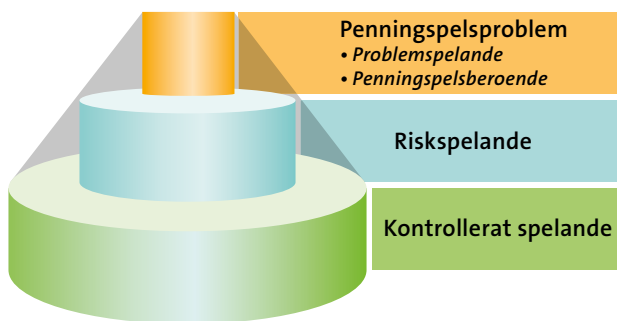 Penningspelsproblem
• Problemspelande
• Penningspelsberoende
Riskspelande
Kontrollerat spelande